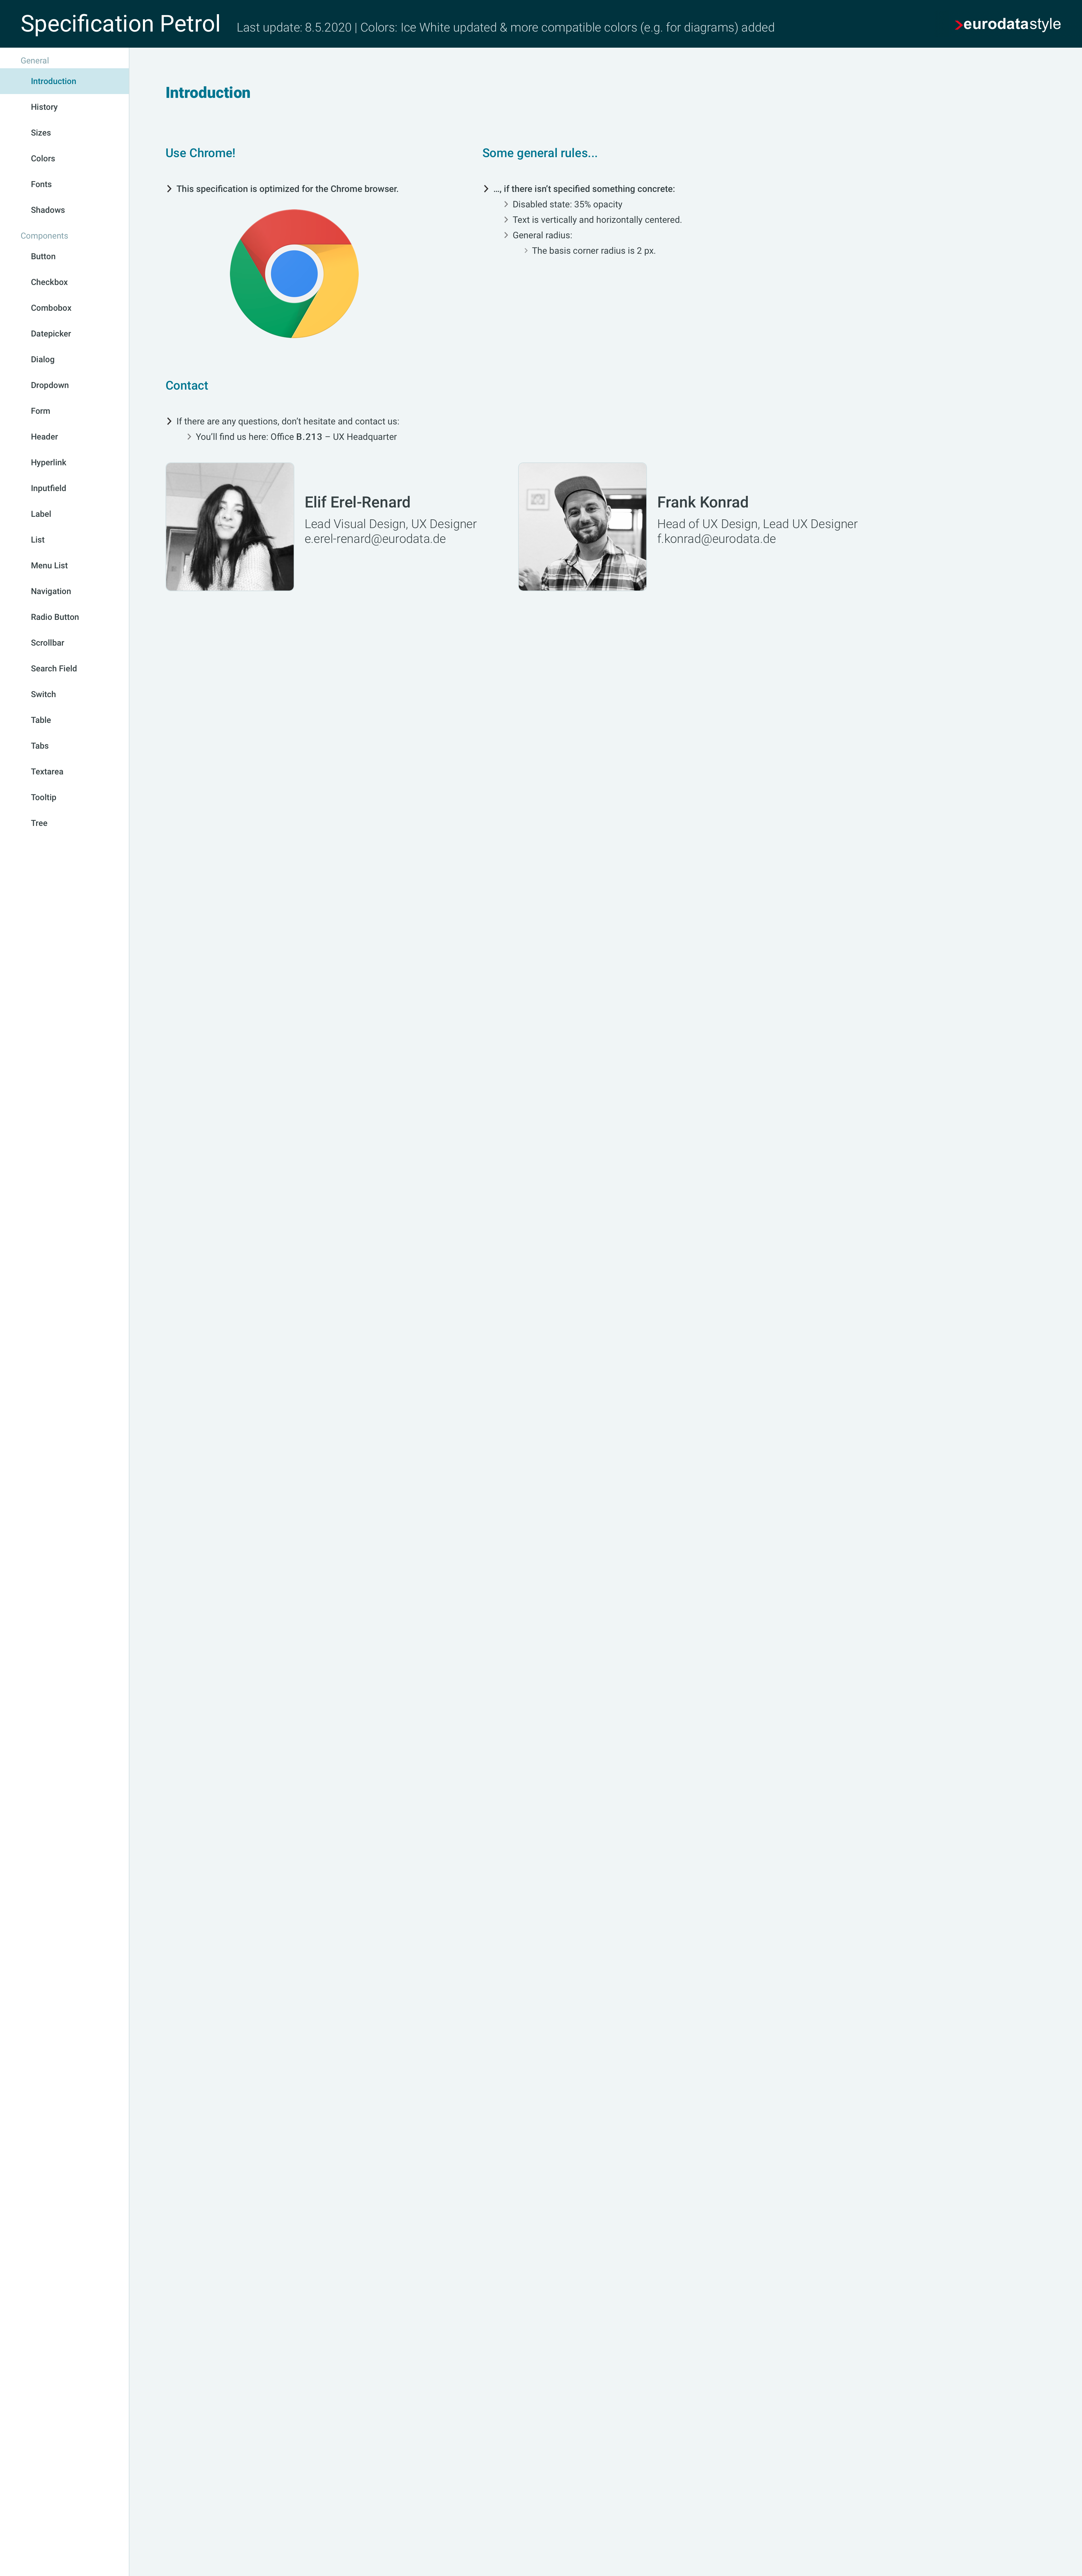 Specification Petrol
Last update: 8.5.2020 | Colors: Ice White updated & more compatible colors (e.g. for diagrams) added
eurodatastyle
General
Introduction
History
Sizes
Colors
Fonts
Shadows
Components
Button
Checkbox
Combobox
Datepicker
Dialog
Dropdown
Form
Header
Hyperlink
Inputfield
Label
List
Menu List
Navigation
Radio Button
Scrollbar
Search Field
Switch
Table
Tabs
Textarea
Tooltip
Tree
Introduction
Use Chrome!
This specification is optimized for the Chrome browser.
Some general rules...
..., if there isn't specified something concrete:
Disabled state: 35% opacity
Text is vertically and horizontally centered.
General radius:
The basis corner radius is 2 px.
Contact
If there are any questions, don't hesitate and contact us:
You'll find us here: Office B.213 – UX Headquarter
Elif Erel-Renard
Lead Visual Design, UX Designer
e.erel-renard@eurodata.de
Frank Konrad
Head of UX Design, Lead UX Designer
f.konrad@eurodata.de